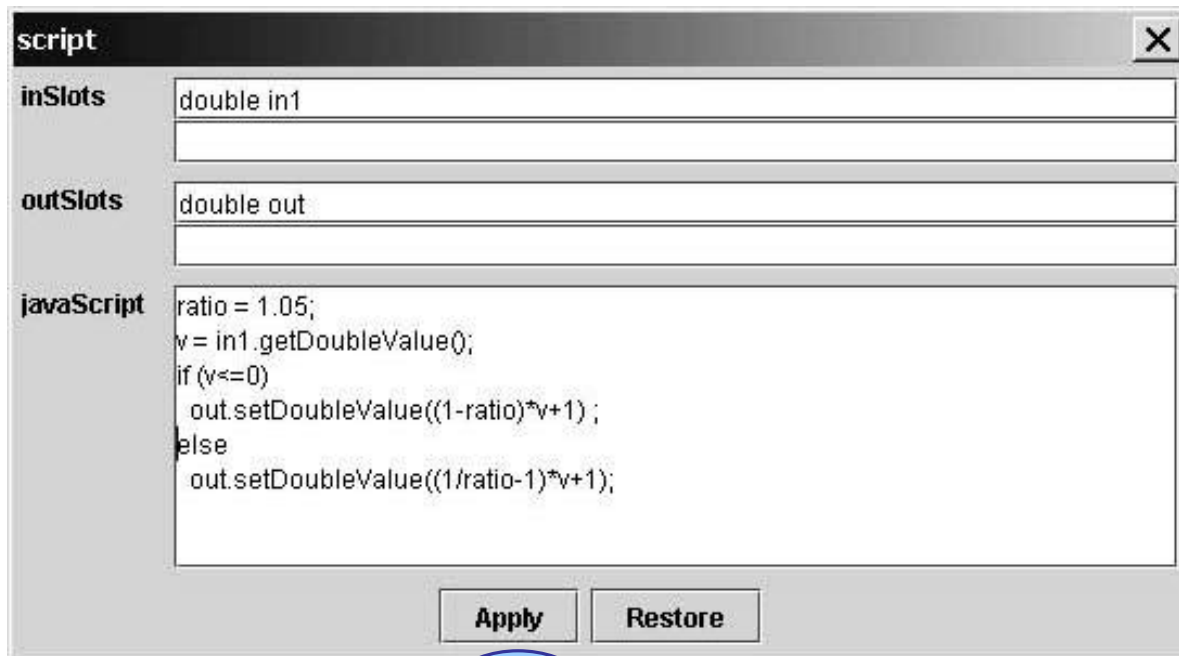 script
inSlots
double in1
outSlots
double out
javaScript
ratio = 1.05;
v = in1.getDoubleValue();
if (v<=0)
out.setDoubleValue((1-ratio)*v+1) ;
else
out.setDoubleValue((1/ratio-1)*v+1);
Apply
Restore